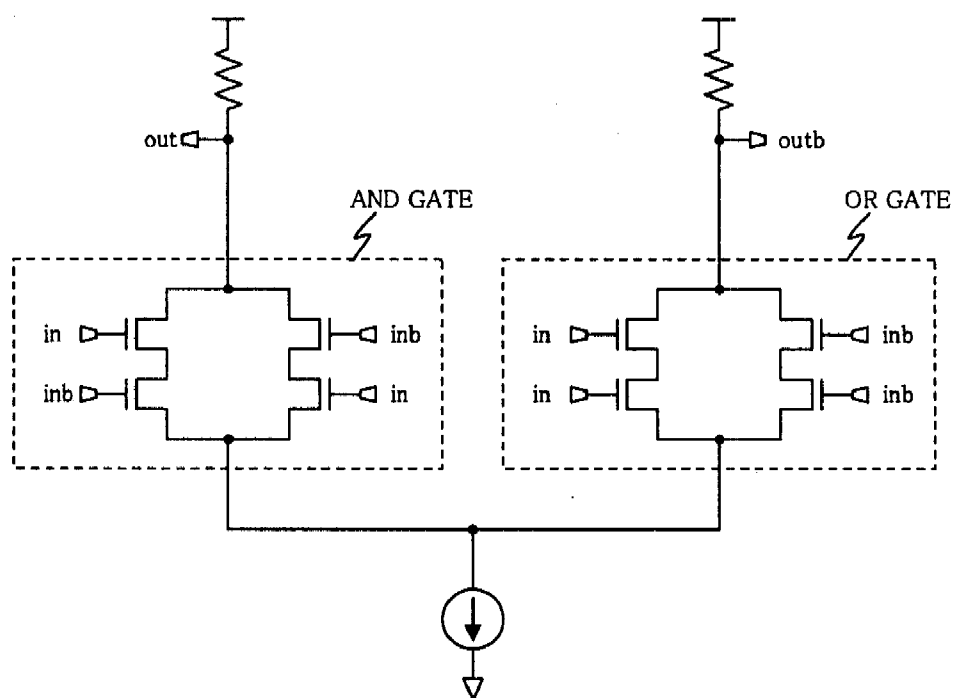 out
outb
AND GATE
OR GATE
in
inb
in
inb
inb
in
in
inb